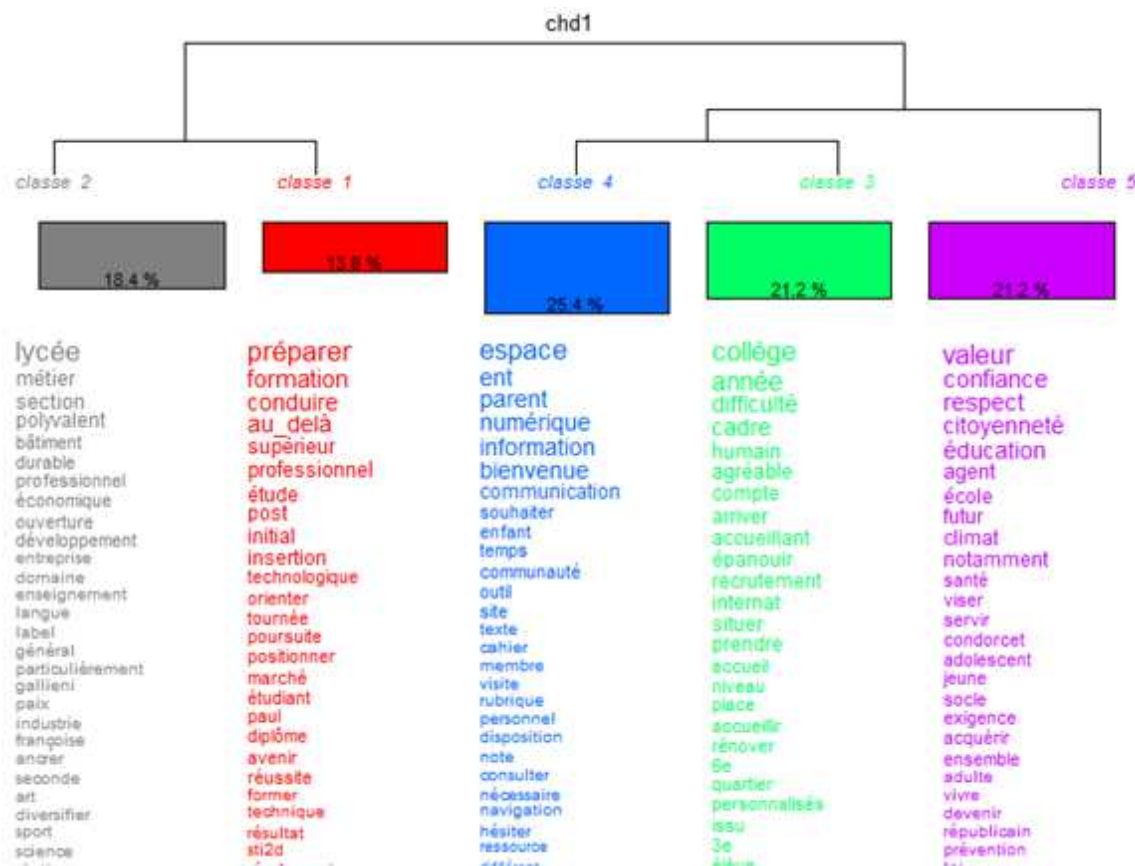 chd1
classe 2
classe 1
classe 4
classe 3
classe 5
18,4 %
13,8 %
25,4 %
21,2 %
21,2 %
lycée
métier
section
polyvalent
bâtiment
durable
professionnel
économique
ouverture
développement
entreprise
domaine
enseignement
langue
label
général
particulièrement
gallieni
paix
industrie
françoise
ancrer
seconde
art
diversifier
sport
science
préparer
formation
conduire
au_delà
supérieur
professionnel
étude
post
initial
insertion
technologique
orienter
tournée
poursuite
positionner
marché
étudiant
paul
diplôme
avenir
réussite
former
technique
résultat
sti2d
espace
ent
parent
numérique
information
bienvenue
communication
souhaiter
enfant
temps
communauté
outil
site
texte
cahier
membre
visite
rubrique
personnel
disposition
note
consulter
nécessaire
navigation
hésiter
ressource
collège
année
difficulté
cadre
humain
agréable
compte
arriver
accueillant
épanouir
recrutement
internat
situer
prendre
accueil
niveau
place
accueillir
rénover
6e
quartier
personnalisés
issu
3e
valeur
confiance
respect
citoyenneté
éducation
agent
école
futur
climat
notamment
santé
viser
servir
condorcet
adolescent
jeune
socle
exigence
acquérir
ensemble
adulte
vivre
devenir
républicain
prévention